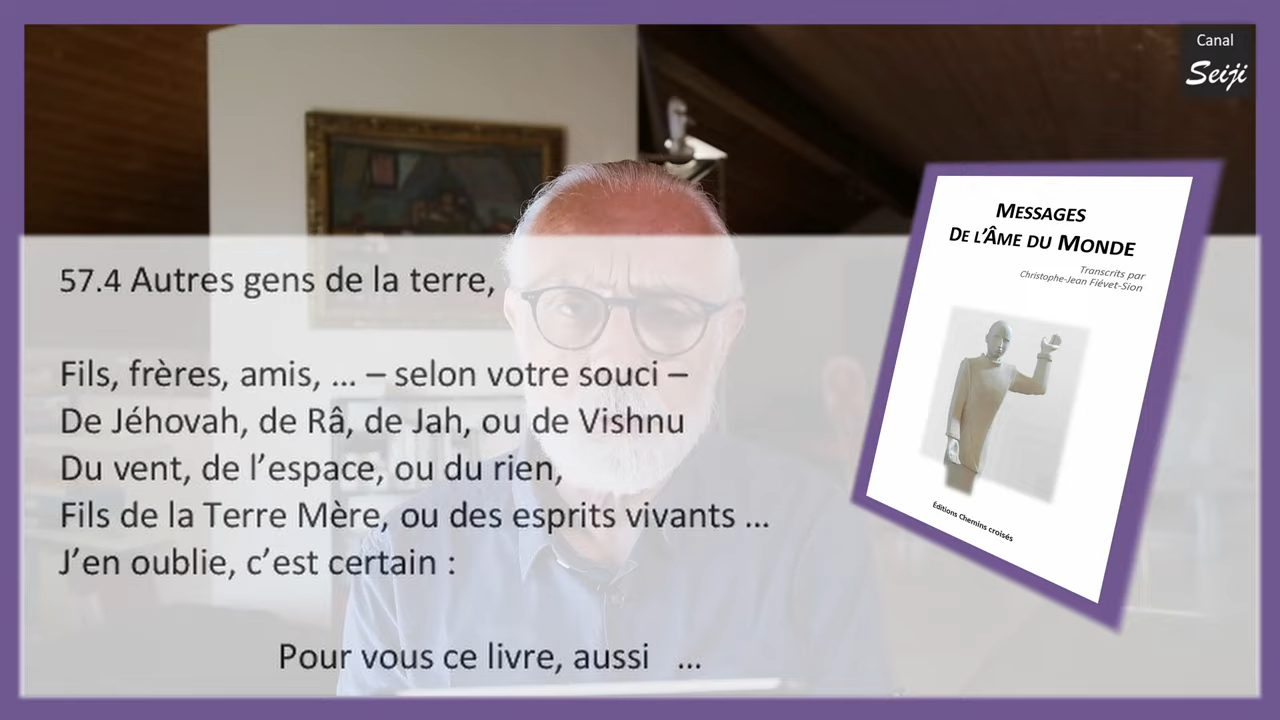 Canal
Seiji
57.4 Autres gens de la terre,
Fils, frères, amis, ... – selon votre souci –
De Jéhovah, de Râ, de Jah, ou de Vishnu
Du vent, de l’espace, ou du rien,
Fils de la Terre Mère, ou des esprits vivants ...
J’en oublie, c’est certain :
Pour vous ce livre, aussi ...
MESSAGES
DE L’ÂME DU MONDE
Transcrits par
Christophe-Jean Fiévet-Sion
Éditions Chemins croisés